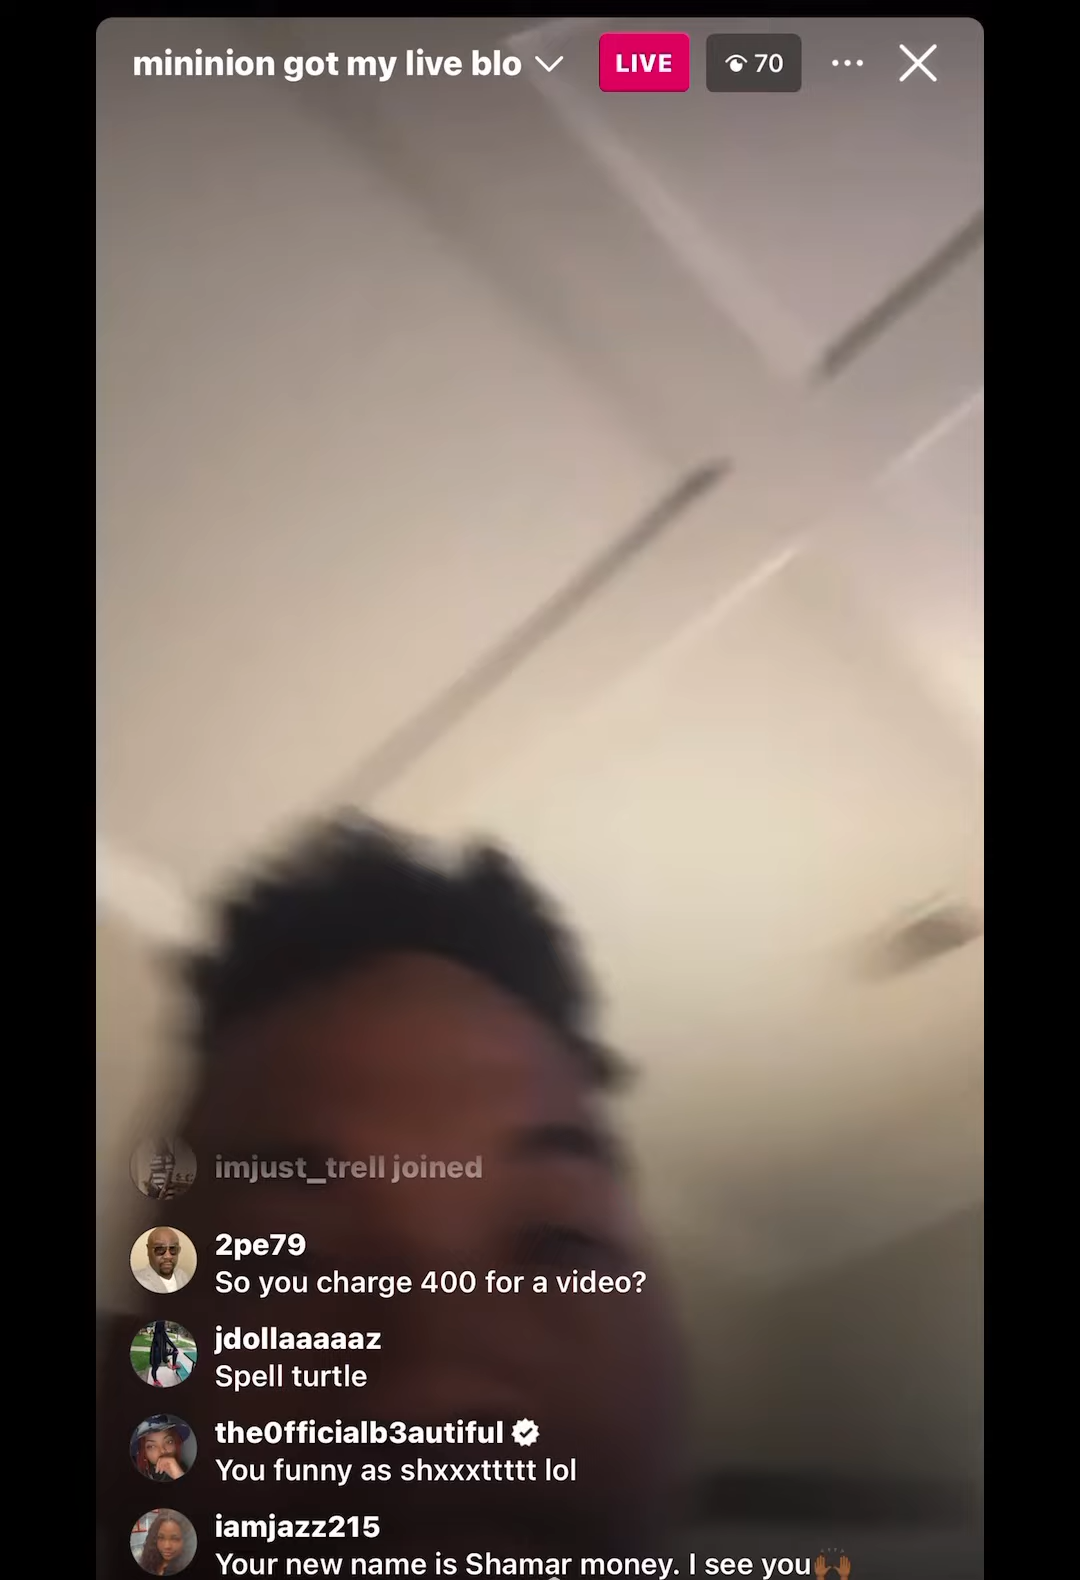 mininion got my live blo LIVE 70
imjust_trell joined
2pe79
So you charge 400 for a video?
jdollaaaaaz
Spell turtle
the0fficialb3autiful
You funny as shxxxttttt lol
iamjazz215
Your new name is Shamar money. I see you🙌🏾